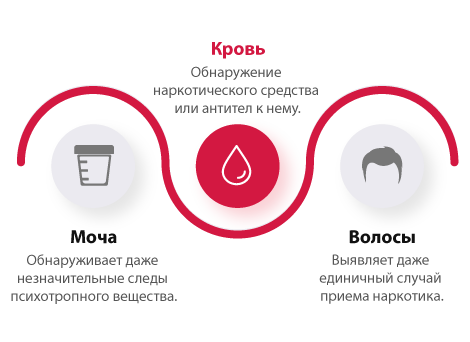 Кровь
Обнаружение
наркотического средства
или антител к нему.
Моча
Обнаруживает даже
незначительные следы
психотропного вещества.
Волосы
Выявляет даже
единичный случай
приема наркотика.